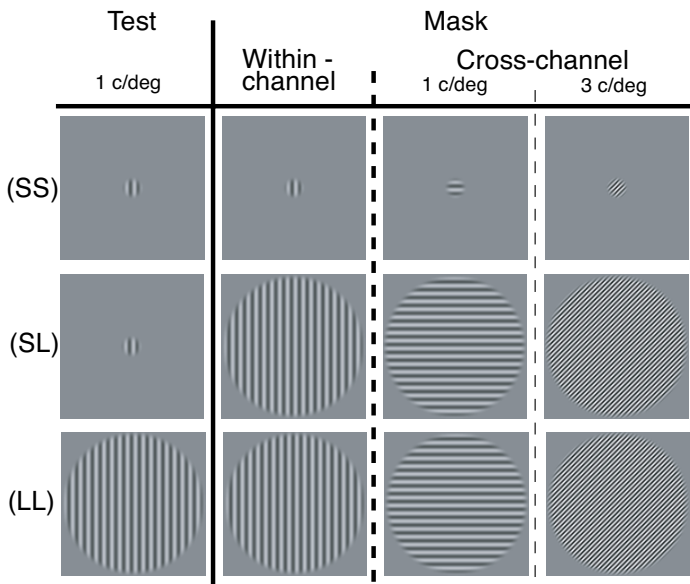 Test
Mask
Within -
channel
Cross-channel
1 c/deg
1 c/deg
3 c/deg
(SS)
(SL)
(LL)